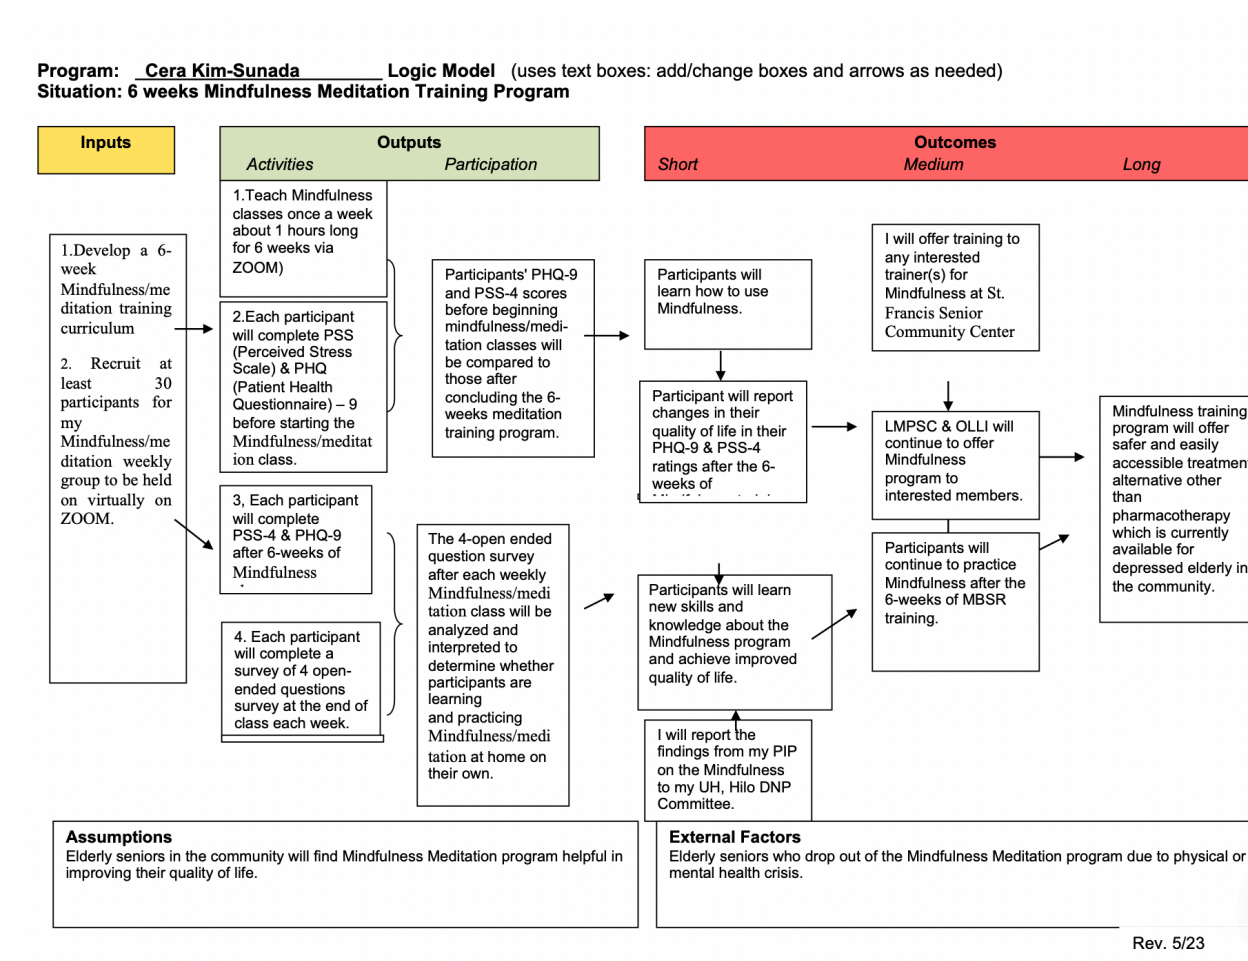 Program: Cera Kim-Sunada Logic Model (uses text boxes: add/change boxes and arrows as needed)
Situation: 6 weeks Mindfulness Meditation Training Program
Inputs
Outputs
Activities Participation
Outcomes
Short Medium Long
1.Develop a 6-
week
Mindfulness/me
ditation training
curriculum
2. Recruit at
least 30
participants for
my
Mindfulness/me
ditation weekly
group to be held
on virtually on
ZOOM.
1.Teach Mindfulness
classes once a week
about 1 hours long
for 6 weeks via
ZOOM)
2.Each participant
will complete PSS
(Perceived Stress
Scale) & PHQ
(Patient Health
Questionnaire) – 9
before starting the
Mindfulness/meditat
ion class.
3, Each participant
will complete
PSS-4 & PHQ-9
after 6-weeks of
Mindfulness
4. Each participant
will complete a
survey of 4 open-
ended questions
survey at the end of
class each week.
Participants' PHQ-9
and PSS-4 scores
before beginning
mindfulness/medi-
tation classes will
be compared to
those after
concluding the 6-
weeks meditation
training program.
The 4-open ended
question survey
after each weekly
Mindfulness/medi
tation class will be
analyzed and
interpreted to
determine whether
participants are
learning
and practicing
Mindfulness/medi
tation at home on
their own.
Participants will
learn how to use
Mindfulness.
Participant will report
changes in their
quality of life in their
PHQ-9 & PSS-4
ratings after the 6-
weeks of
Participants will learn
new skills and
knowledge about the
Mindfulness program
and achieve improved
quality of life.
I will report the
findings from my PIP
on the Mindfulness
to my UH, Hilo DNP
Committee.
I will offer training to
any interested
trainer(s) for
Mindfulness at St.
Francis Senior
Community Center
LMPSC & OLLI will
continue to offer
Mindfulness
program to
interested members.
Participants will
continue to practice
Mindfulness after the
6-weeks of MBSR
training.
Mindfulness training
program will offer
safer and easily
accessible treatment
alternative other
than
pharmacotherapy
which is currently
available for
depressed elderly in
the community.
Assumptions
Elderly seniors in the community will find Mindfulness Meditation program helpful in
improving their quality of life.
External Factors
Elderly seniors who drop out of the Mindfulness Meditation program due to physical or
mental health crisis.
Rev. 5/23